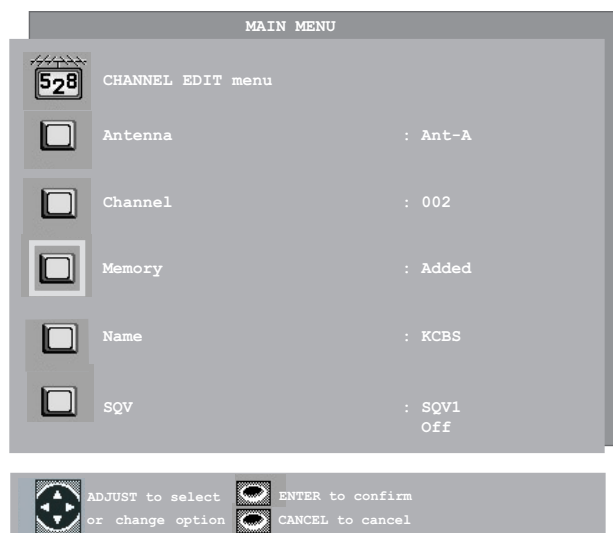 MAIN MENU
528 CHANNEL EDIT menu
Antenna : Ant-A
Channel : 002
Memory : Added
Name : KCBS
SQV : SQV1
Off
ADJUST to select ENTER to confirm
or change option CANCEL to cancel